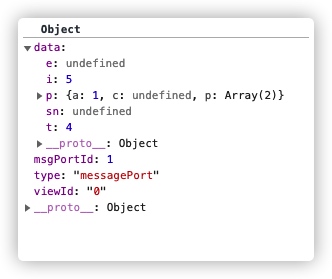 Object
data:
e: undefined
i: 5
p: {a: 1, c: undefined, p: Array(2)}
sn: undefined
t: 4
__proto__: Object
msgPortId: 1
type: "messagePort"
viewId: "0"
__proto__: Object